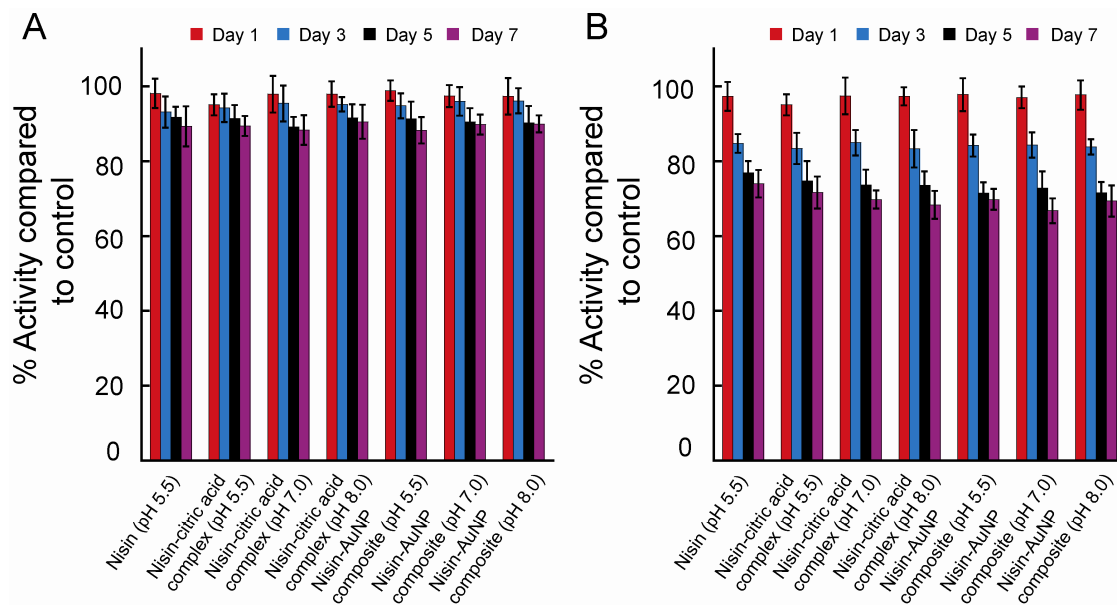 A
Day 1 Day 3 Day 5 Day 7
% Activity compared
to control
100
80
60
40
20
0
Nisin (pH 5.5)
Nisin-citric acid
complex (pH 5.5)
Nisin-citric acid
complex (pH 7.0)
Nisin-citric acid
complex (pH 8.0)
Nisin-AuNP
composite (pH 5.5)
Nisin-AuNP
composite (pH 7.0)
Nisin-AuNP
composite (pH 8.0)
B
Day 1 Day 3 Day 5 Day 7
% Activity compared
to control
100
80
60
40
20
0
Nisin (pH 5.5)
Nisin-citric acid
complex (pH 5.5)
Nisin-citric acid
complex (pH 7.0)
Nisin-citric acid
complex (pH 8.0)
Nisin-AuNP
composite (pH 5.5)
Nisin-AuNP
composite (pH 7.0)
Nisin-AuNP
composite (pH 8.0)